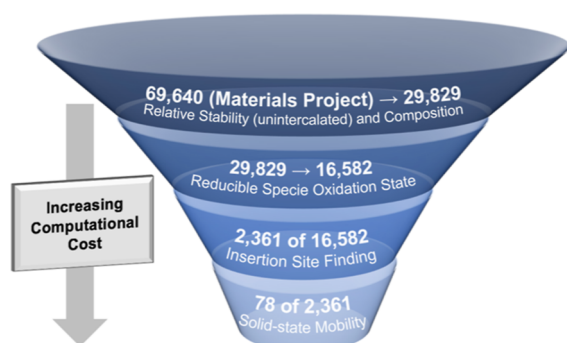 69,640 (Materials Project) → 29,829
Relative Stability (unintercalated) and Composition
29,829 → 16,582
Reducible Specie Oxidation State
Increasing
Computational
Cost
2,361 of 16,582
Insertion Site Finding
78 of 2,361
Solid-state Mobility